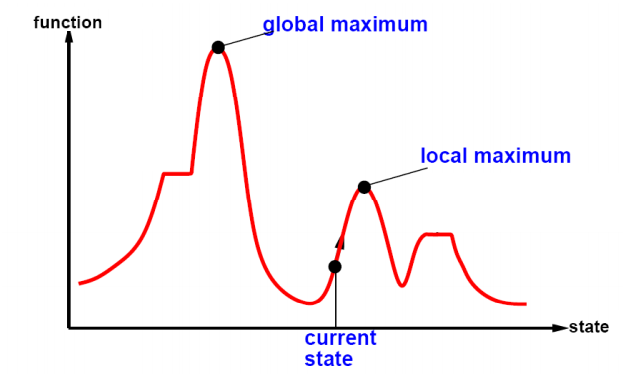 function
global maximum
local maximum
current
state
state